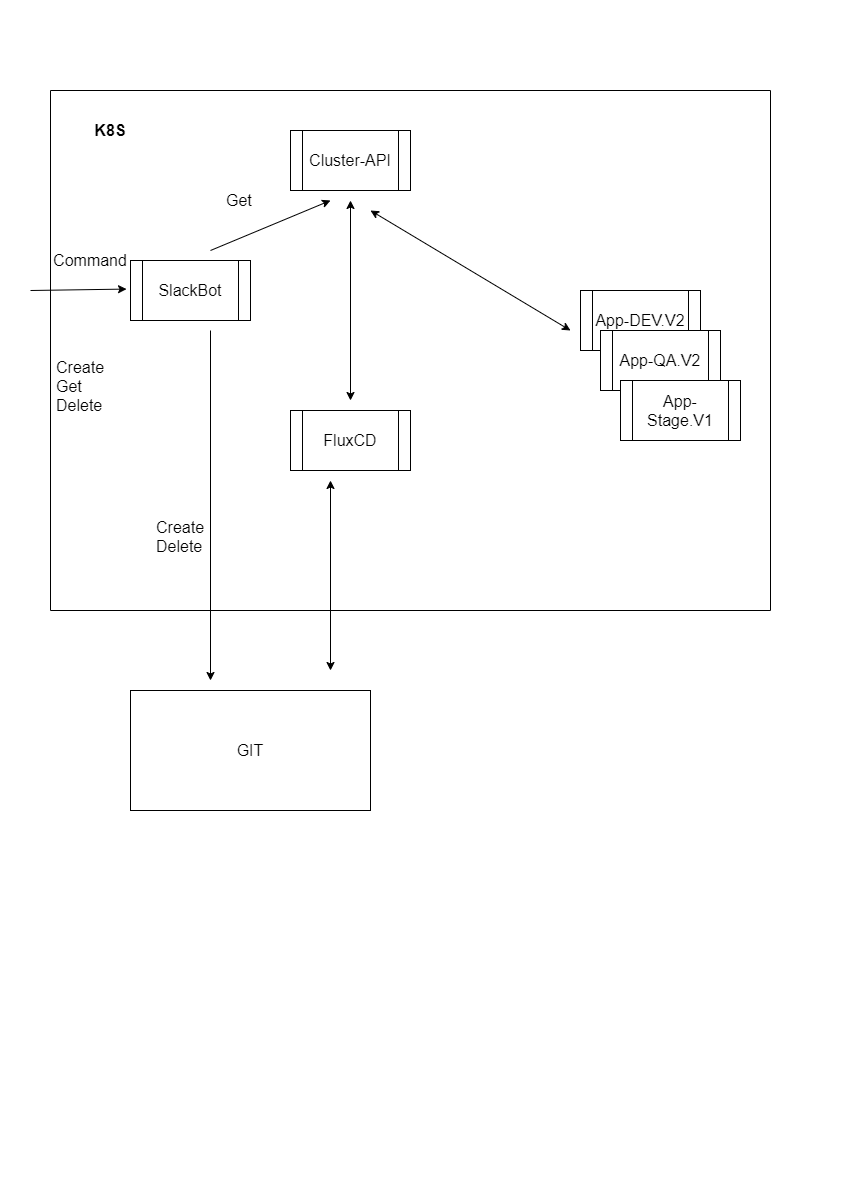 K8S
Cluster-API
Get
Command
SlackBot
App-DEV.V2
App-QA.V2
App-
Stage.V1
Create
Get
Delete
FluxCD
Create
Delete
GIT